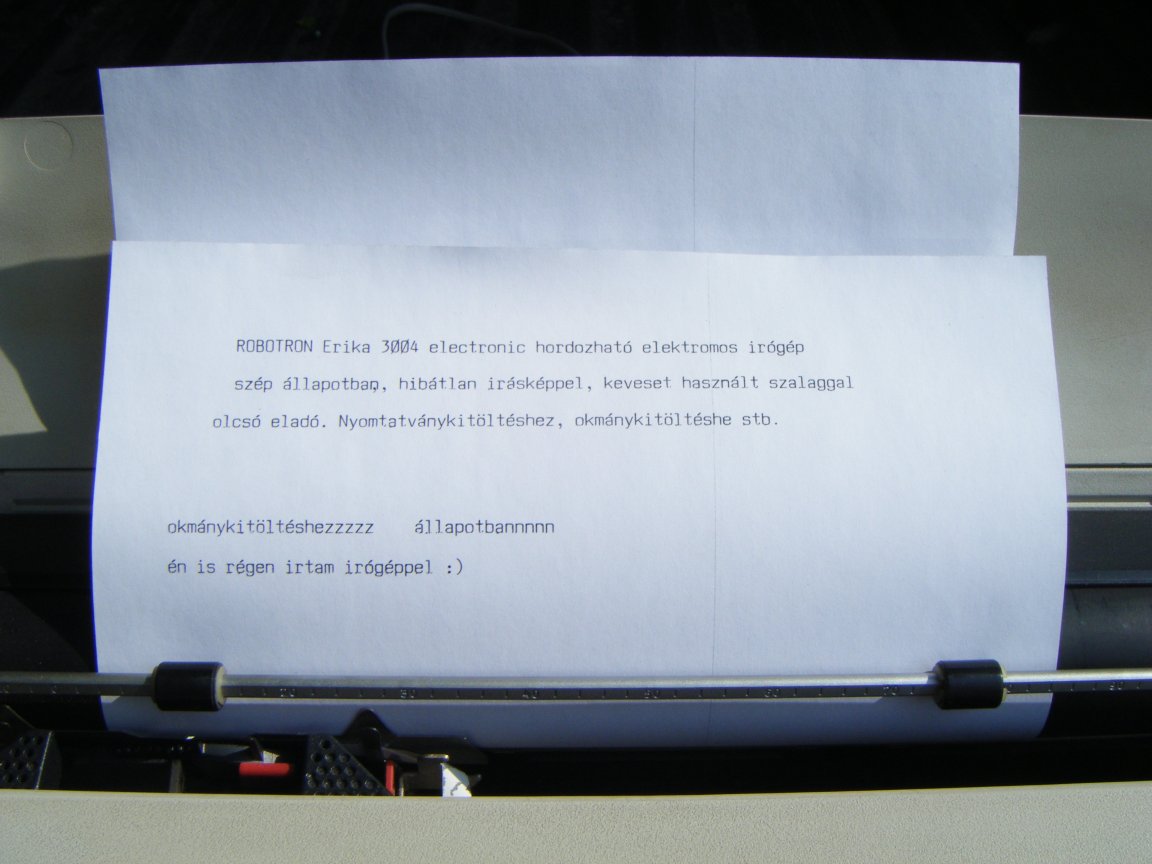 ROBOTRON Erika 3004 electronic hordozható elektromos irógép
szép állapotban, hibátlan irásképpel, keveset használt szalaggal
olcsó eladó. Nyomtatványkitöltéshez, okmánykitöltéshe stb.
okmánykitöltéshezzzzz állapotbannnnn
én is régen irtam irógéppel :)